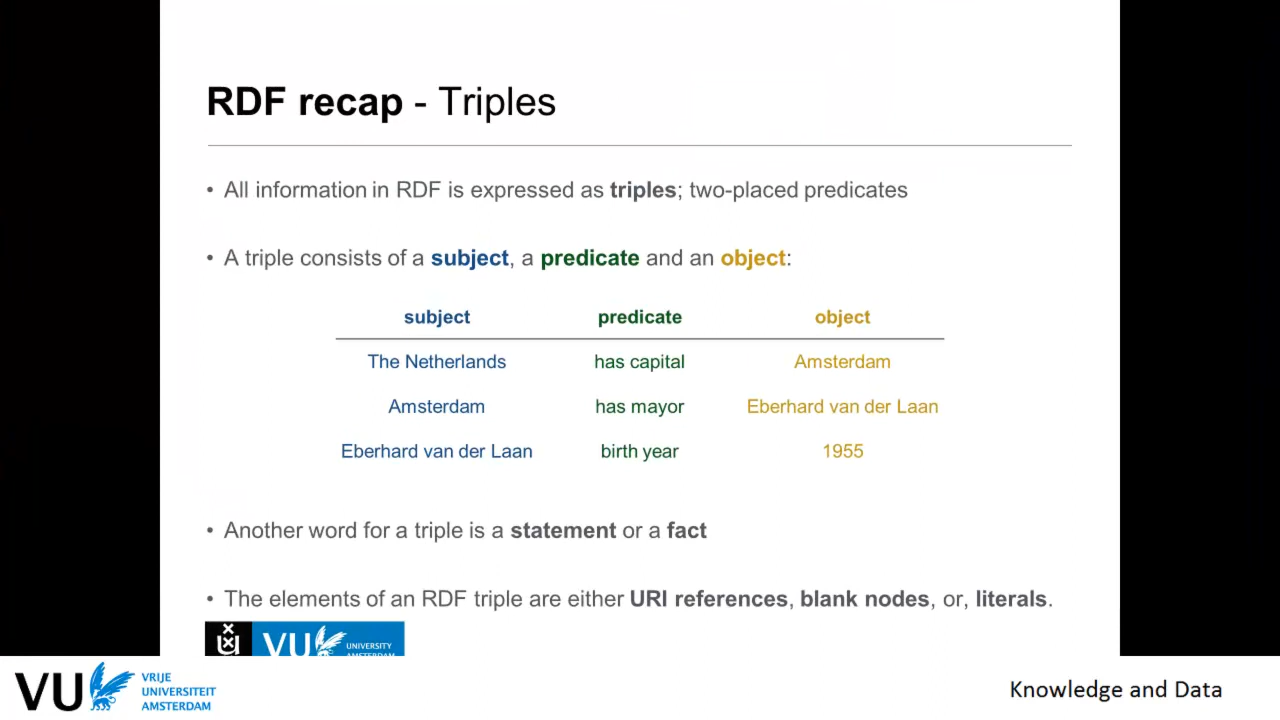 RDF recap - Triples
• All information in RDF is expressed as triples; two-placed predicates
• A triple consists of a subject, a predicate and an object:
subject predicate object
The Netherlands has capital Amsterdam
Amsterdam has mayor Eberhard van der Laan
Eberhard van der Laan birth year 1955
• Another word for a triple is a statement or a fact
• The elements of an RDF triple are either URI references, blank nodes, or, literals.
VU UNIVERSITY
AMSTERDAM
VU VRIJE
UNIVERSITEIT
AMSTERDAM
Knowledge and Data